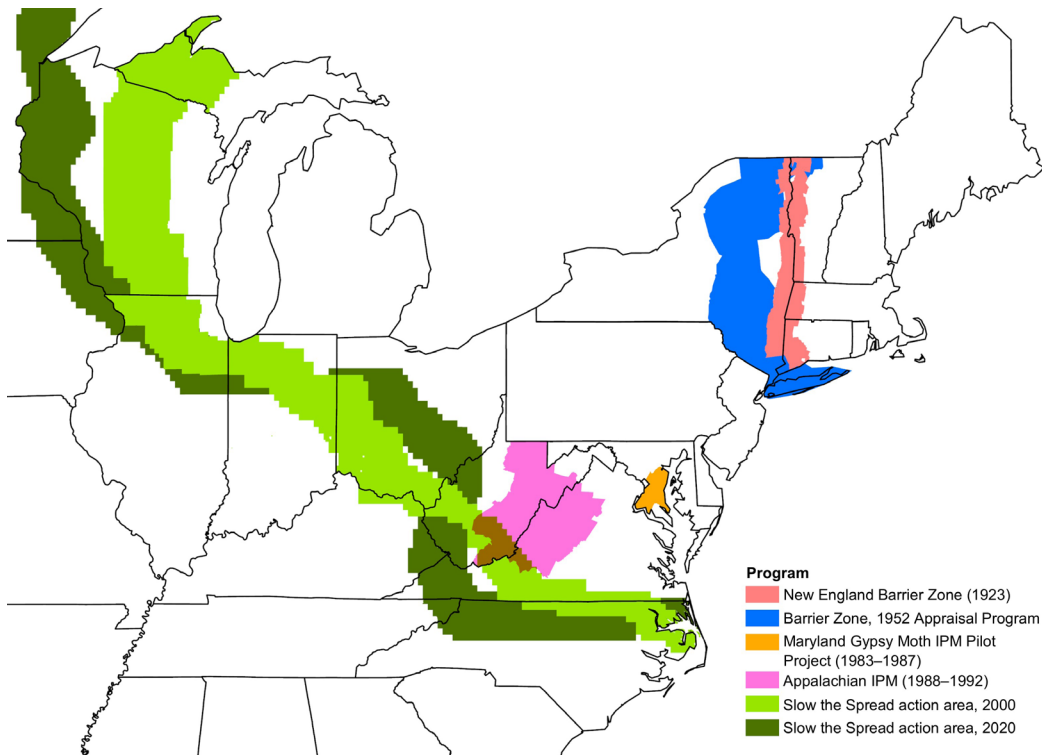 Program
New England Barrier Zone (1923)
Barrier Zone, 1952 Appraisal Program
Maryland Gypsy Moth IPM Pilot
Project (1983–1987)
Appalachian IPM (1988–1992)
Slow the Spread action area, 2000
Slow the Spread action area, 2020